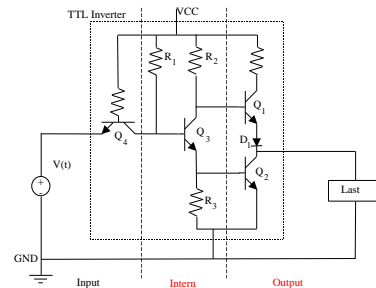 TTL Inverter
VCC
R1
R2
Q1
Q4
Q3
D1
V(t)
Q2
Last
R3
GND
Input
Intern
Output